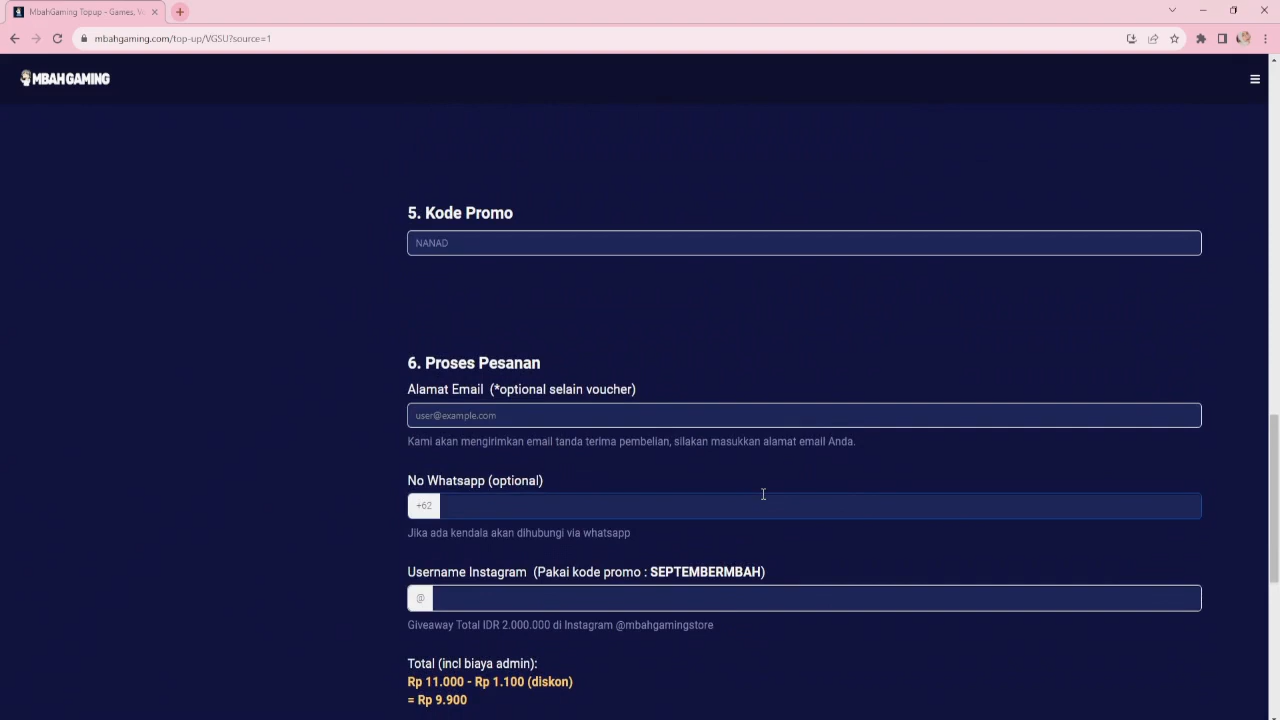 MbahGaming Topup - Games, V
mbahgaming.com/top-up/VGSU?source=1
MBAH GAMING
5. Kode Promo
NANAD
6. Proses Pesanan
Alamat Email (*optional selain voucher)
user@example.com
Kami akan mengirimkan email tanda terima pembelian, silakan masukkan alamat email Anda.
No Whatsapp (optional)
+62
Jika ada kendala akan dihubungi via whatsapp
Username Instagram (Pakai kode promo : SEPTEMBERMBAH)
@
Giveaway Total IDR 2.000.000 di Instagram @mbahgamingstore
Total (incl biaya admin):
Rp 11.000 - Rp 1.100 (diskon)
= Rp 9.900